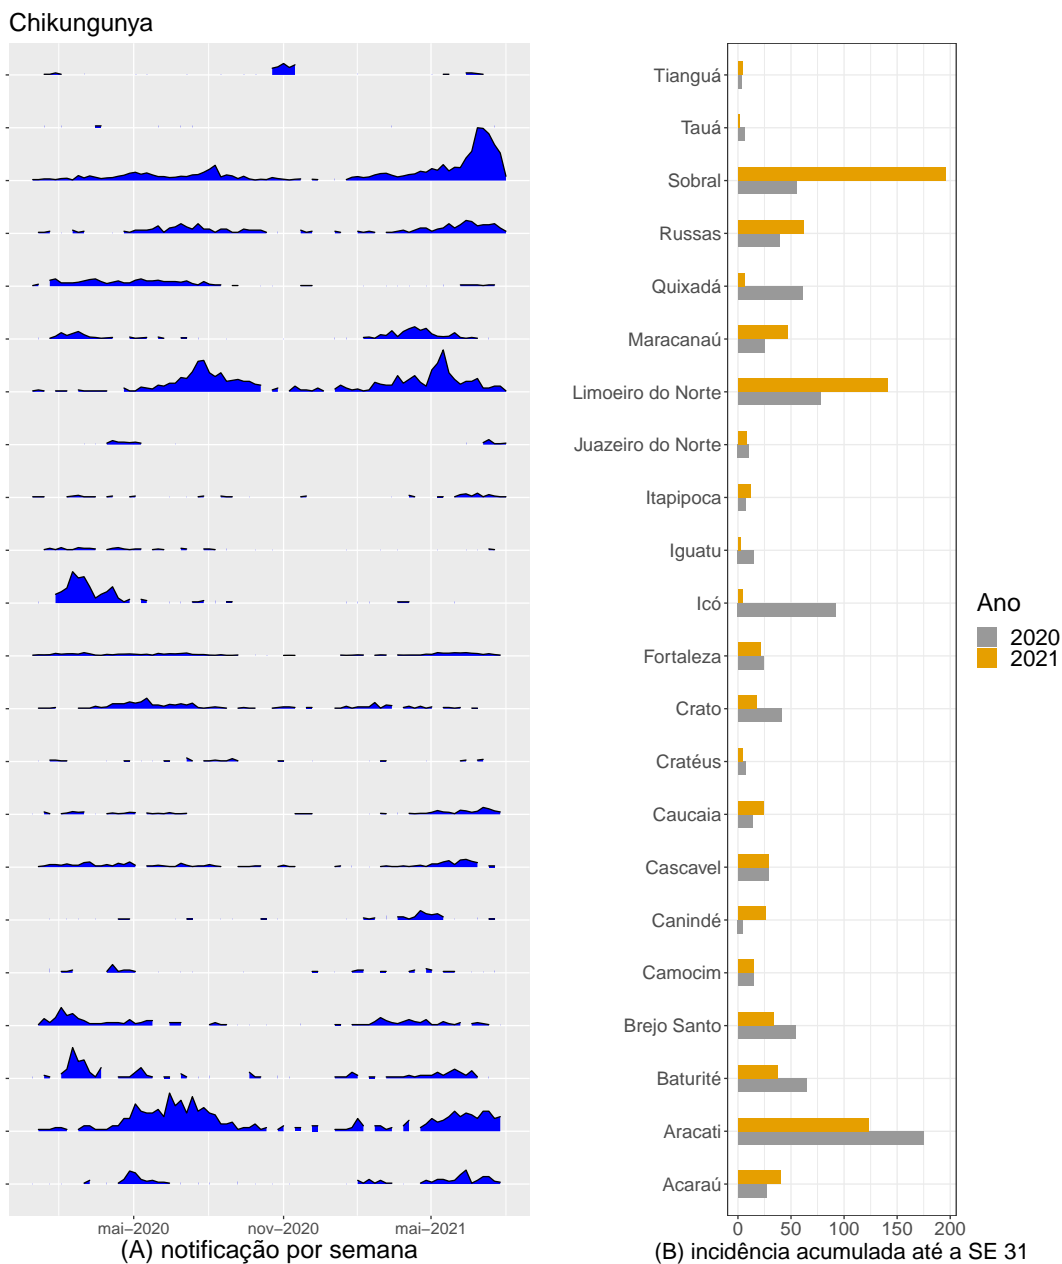 Chikungunya
Tianguá
Tauá
Sobral
Russas
Quixadá
Maracanaú
Limoeiro do Norte
Juazeiro do Norte
Itapipoca
Iguatu
Icó
Fortaleza
Crato
Cratéus
Caucaia
Cascavel
Canindé
Camocim
Brejo Santo
Baturité
Aracati
Acaraú
Ano
2020
2021
mai–2020 nov–2020 mai–2021
(A) notificação por semana
0 50 100 150 200
(B) incidência acumulada até a SE 31